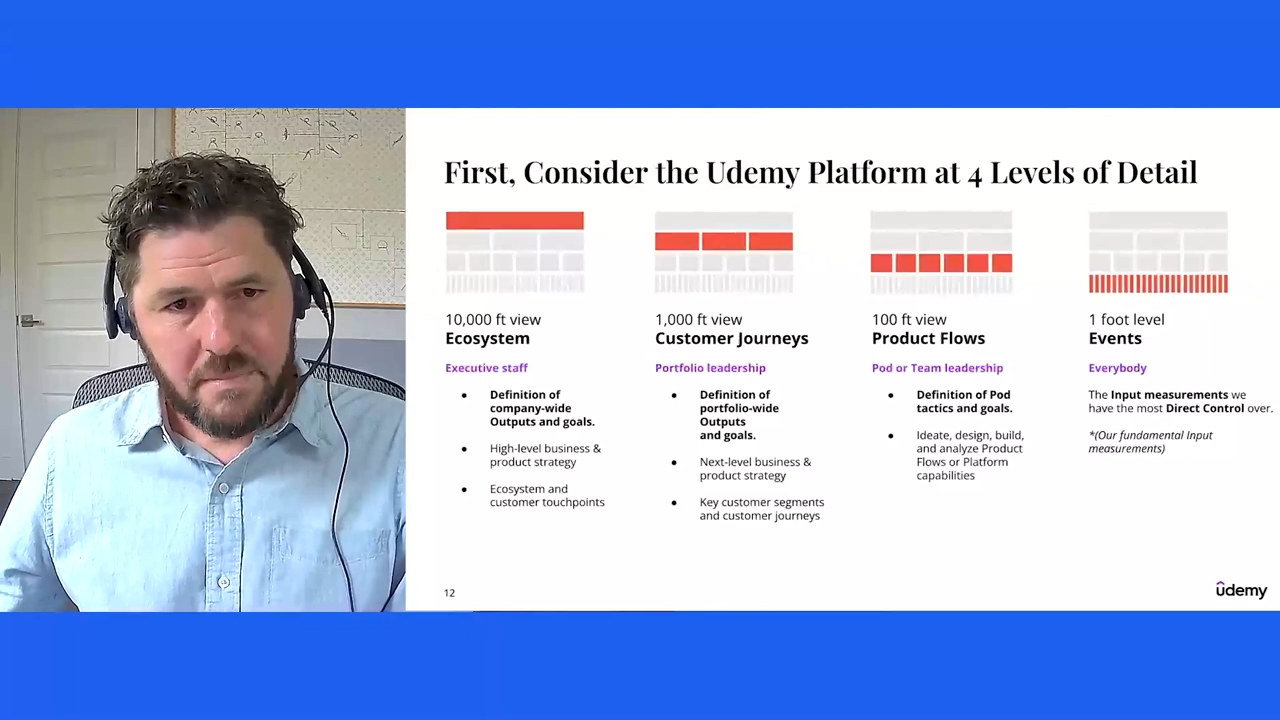 First, Consider the Udemy Platform at 4 Levels of Detail
10,000 ft view
Ecosystem
Executive staff
● Definition of
company-wide
Outputs and goals.
● High-level business &
product strategy
● Ecosystem and
customer touchpoints
1,000 ft view
Customer Journeys
Portfolio leadership
● Definition of
portfolio-wide
Outputs
and goals.
● Next-level business &
product strategy
● Key customer segments
and customer journeys
100 ft view
Product Flows
Pod or Team leadership
● Definition of Pod
tactics and goals.
● Ideate, design, build,
and analyze Product
Flows or Platform
capabilities
1 foot level
Events
Everybody
The Input measurements we
have the most Direct Control over.
*(Our fundamental Input
measurements)
12
udemy